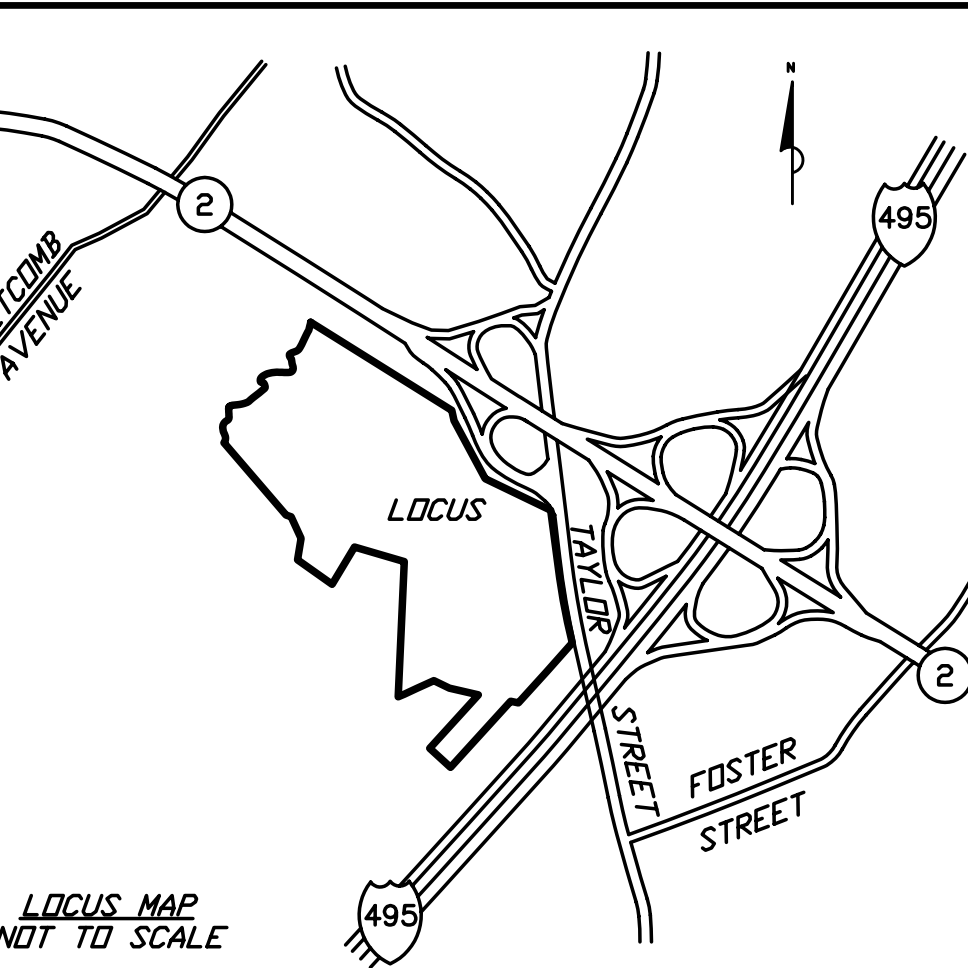 N
2
495
AVENUE
LOCUS
TAYLOR
STREET
2
FOSTER
STREET
LOCUS MAP
NOT TO SCALE
495